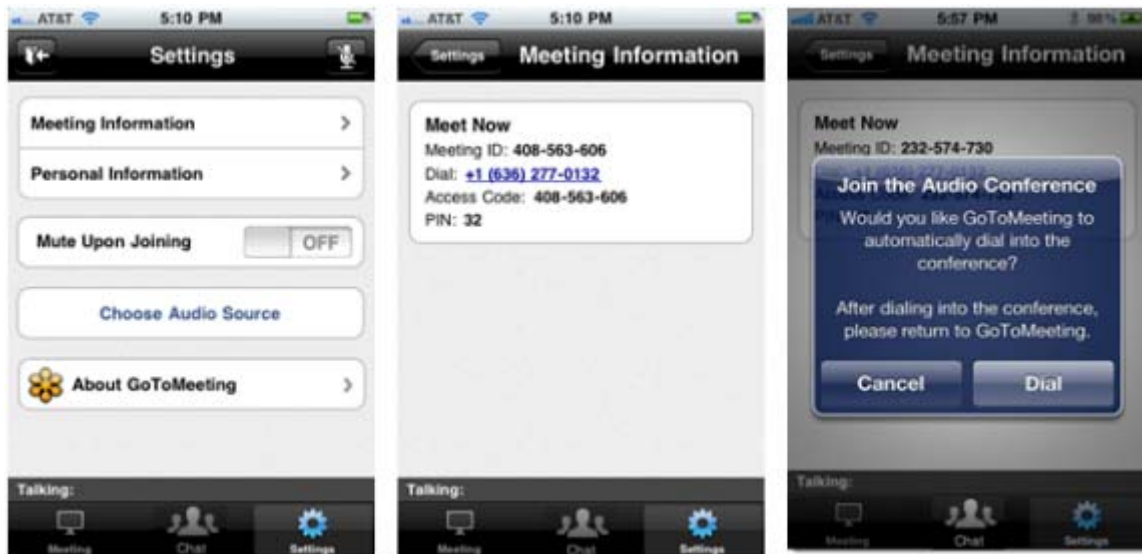 AT&T 5:10 PM
Settings
Meeting Information
Personal Information
Mute Upon Joining OFF
Choose Audio Source
About GoToMeeting
Talking:
Meeting Chat Settings
AT&T 5:10 PM
Settings Meeting Information
Meet Now
Meeting ID: 408-563-606
Dial: +1 (636) 277-0132
Access Code: 408-563-606
PIN: 32
Talking:
Meeting Chat Settings
AT&T 5:57 PM 98%
Settings Meeting Information
Meet Now
Meeting ID: 232-574-730
Join the Audio Conference
Would you like GoToMeeting to
automatically dial into the
conference?
After dialing into the conference,
please return to GoToMeeting.
Cancel Dial
Talking:
Meeting Chat Settings